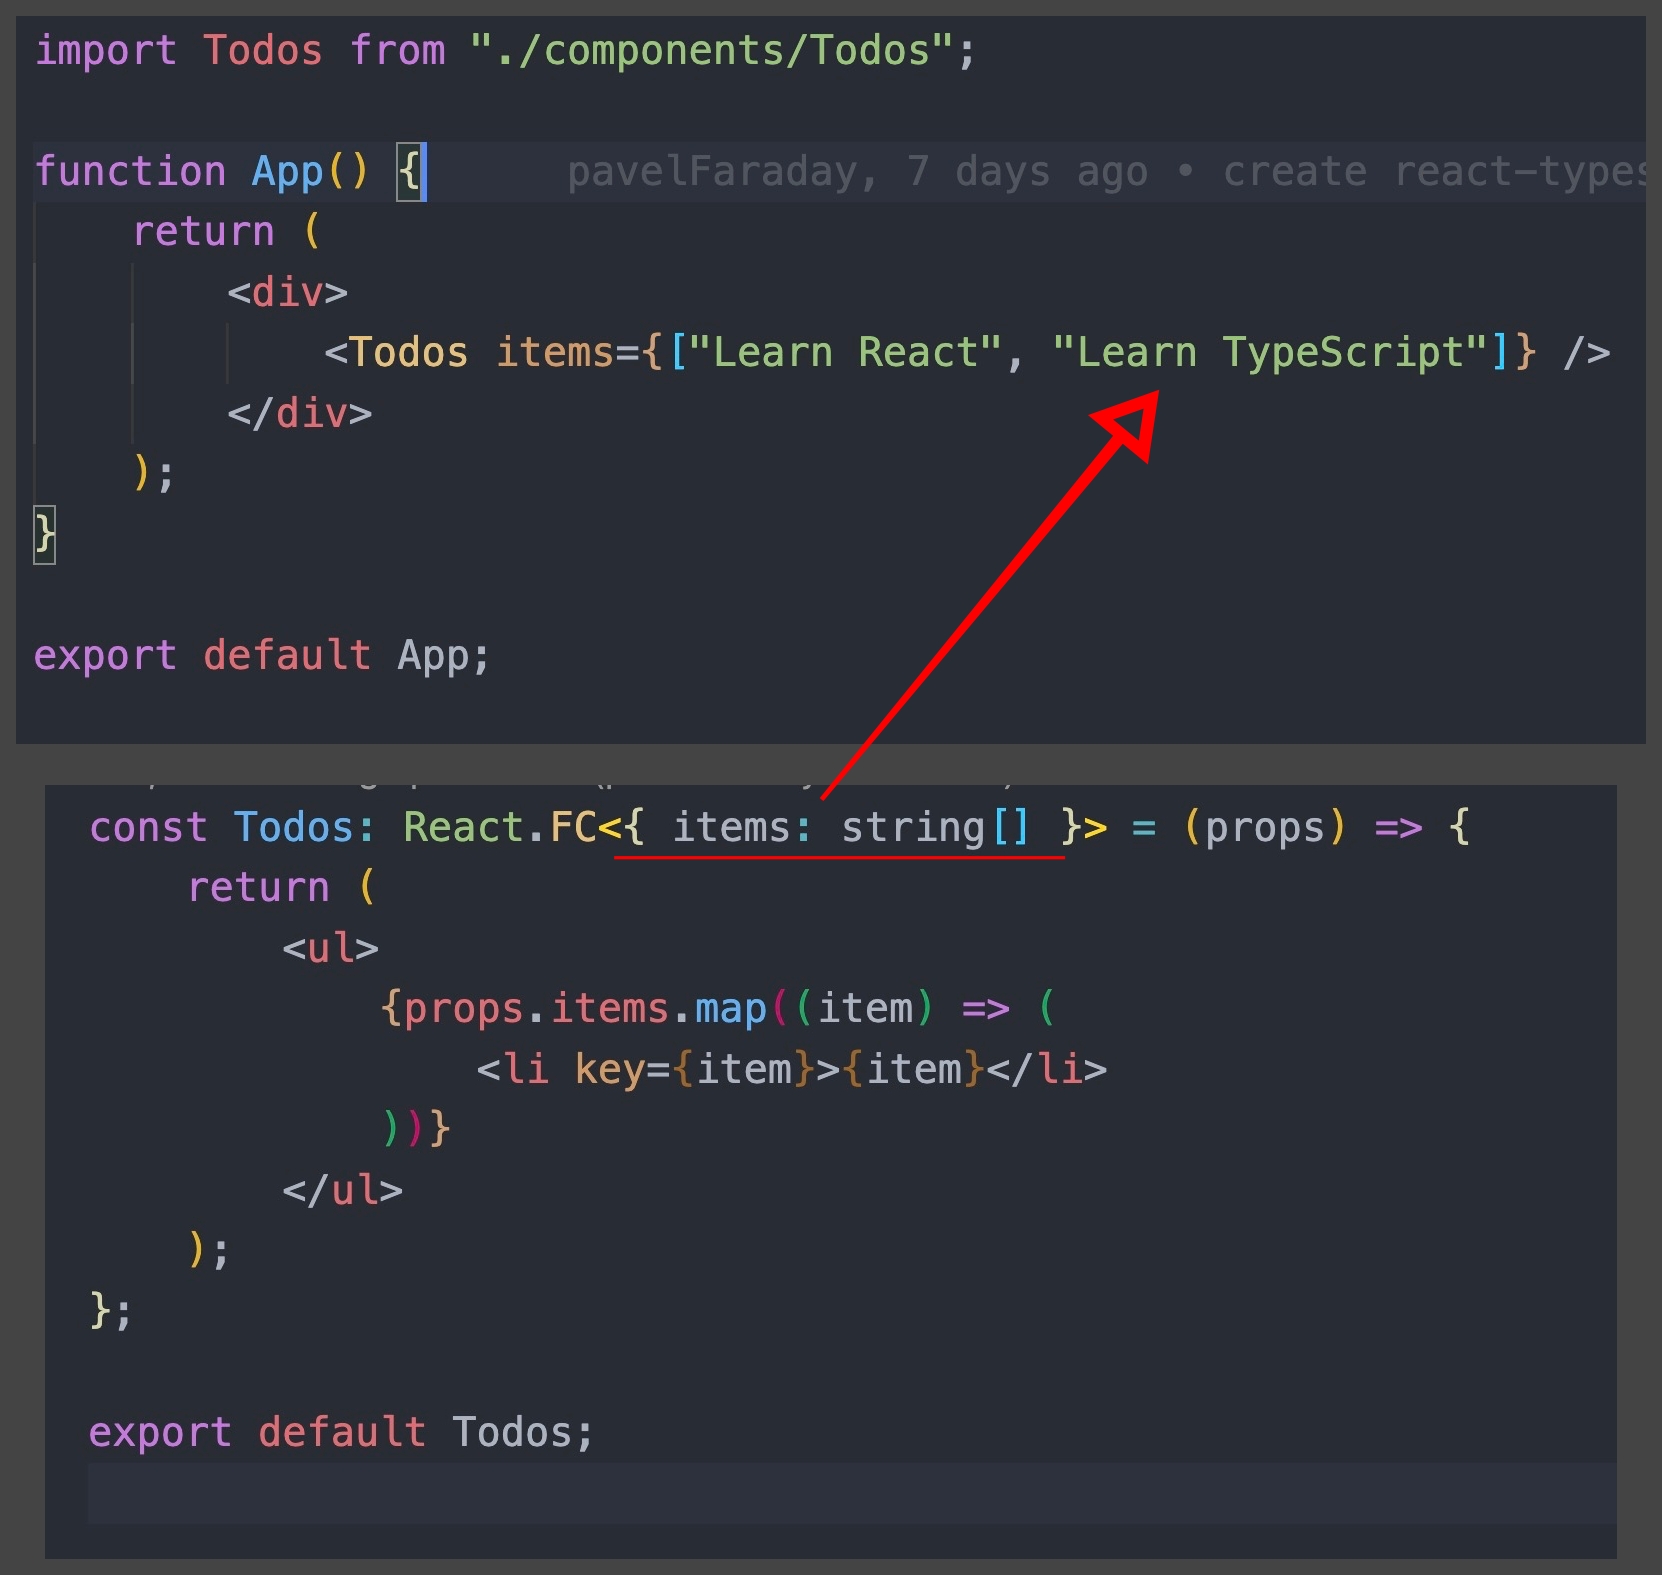 import Todos from "./components/Todos";
function App() { pavelFaraday, 7 days ago • create react-types
return (
<div>
<Todos items={["Learn React", "Learn TypeScript"]} />
</div>
);
}
export default App;
const Todos: React.FC<{ items: string[] }> = (props) => {
return (
<ul>
{props.items.map((item) => (
<li key={item}>{item}</li>
))}
</ul>
);
};
export default Todos;